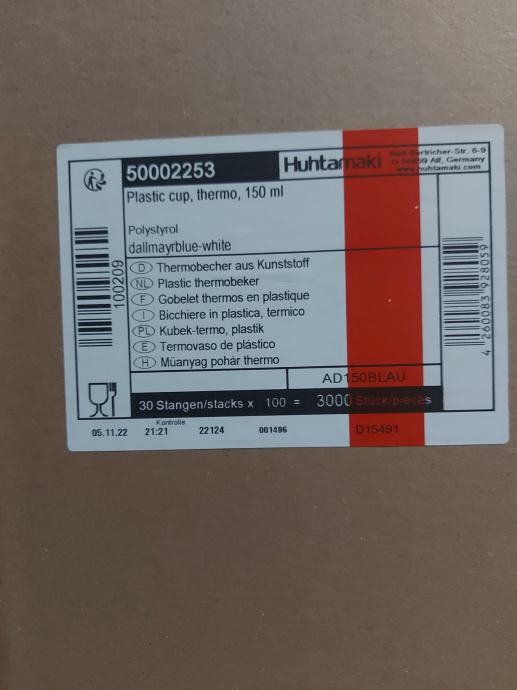 50002253
Huhtamaki
Bad Bertricher-Str. 6-9
D-56859 Alf, Germany
www.huhtamaki.com
Plastic cup, thermo, 150 ml
Polystyrol
dallmayrblue-white
100209
D Thermobecher aus Kunststoff
NL Plastic thermobeker
F Gobelet thermos en plastique
I Bicchiere in plastica, termico
PL Kubek-termo, plastik
E Termovaso de plástico
H Müanyag pohár thermo
4 260083 928059
AD150BLAU
30 Stangen/stacks x 100 = 3000 Stück/pieces
Kontrolle
05.11.22 21:21 22124 001496 D15491